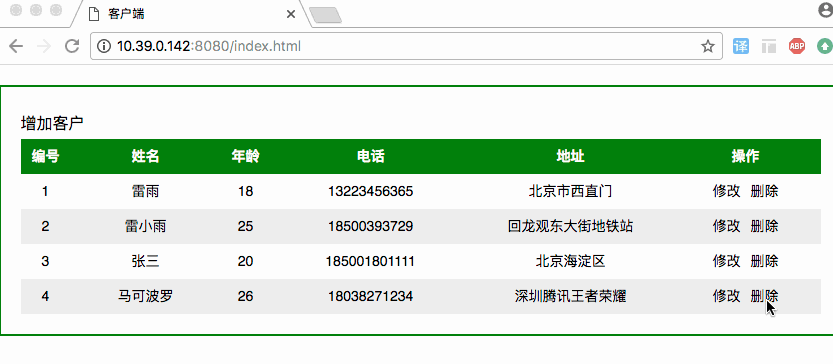 客户端
10.39.0.142:8080/index.html
译
ABP
增加客户
编号 姓名 年龄 电话 地址 操作
1 雷雨 18 13223456365 北京市西直门 修改 删除
2 雷小雨 25 18500393729 回龙观东大街地铁站 修改 删除
3 张三 20 185001801111 北京海淀区 修改 删除
4 马可波罗 26 18038271234 深圳腾讯王者荣耀 修改 删除